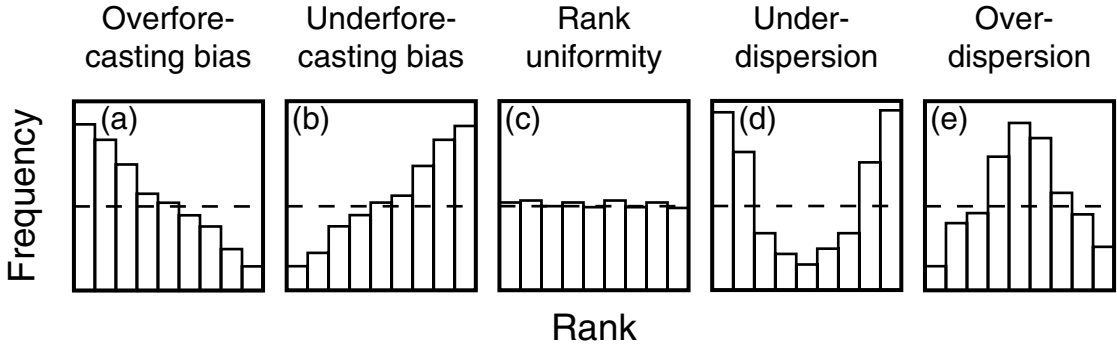 Overfore-
casting bias
Underfore-
casting bias
Rank
uniformity
Under-
dispersion
Over-
dispersion
Frequency
(a)
(b)
(c)
(d)
(e)
Rank